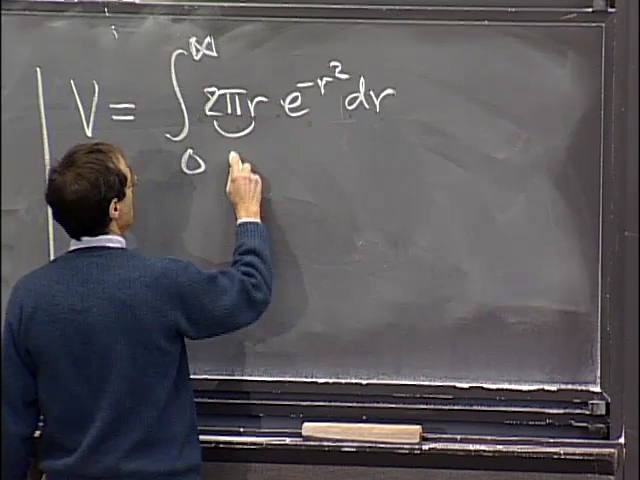 V = ∫₀^∞ 2πr e^{-r²} dr